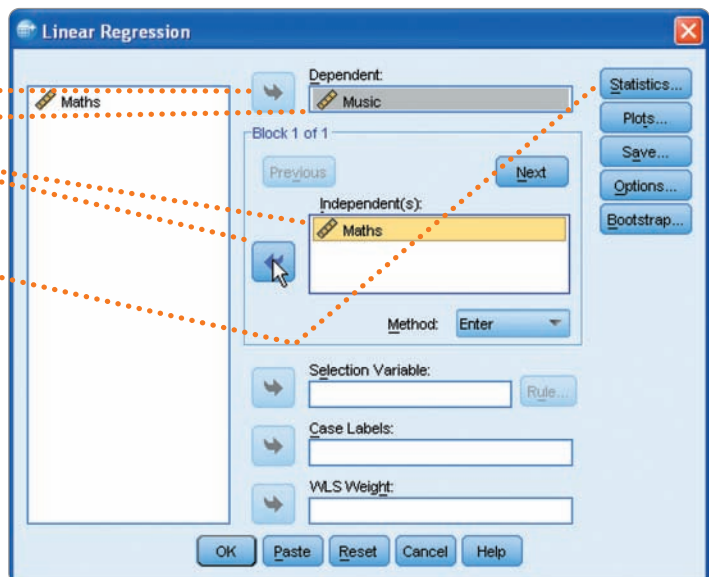 Linear Regression
Maths
Dependent:
Music
Block 1 of 1
Previous
Next
Independent(s):
Maths
Method:
Enter
Selection Variable:
Rule...
Case Labels:
WLS Weight:
Statistics...
Plots...
Save...
Options...
Bootstrap...
OK
Paste
Reset
Cancel
Help